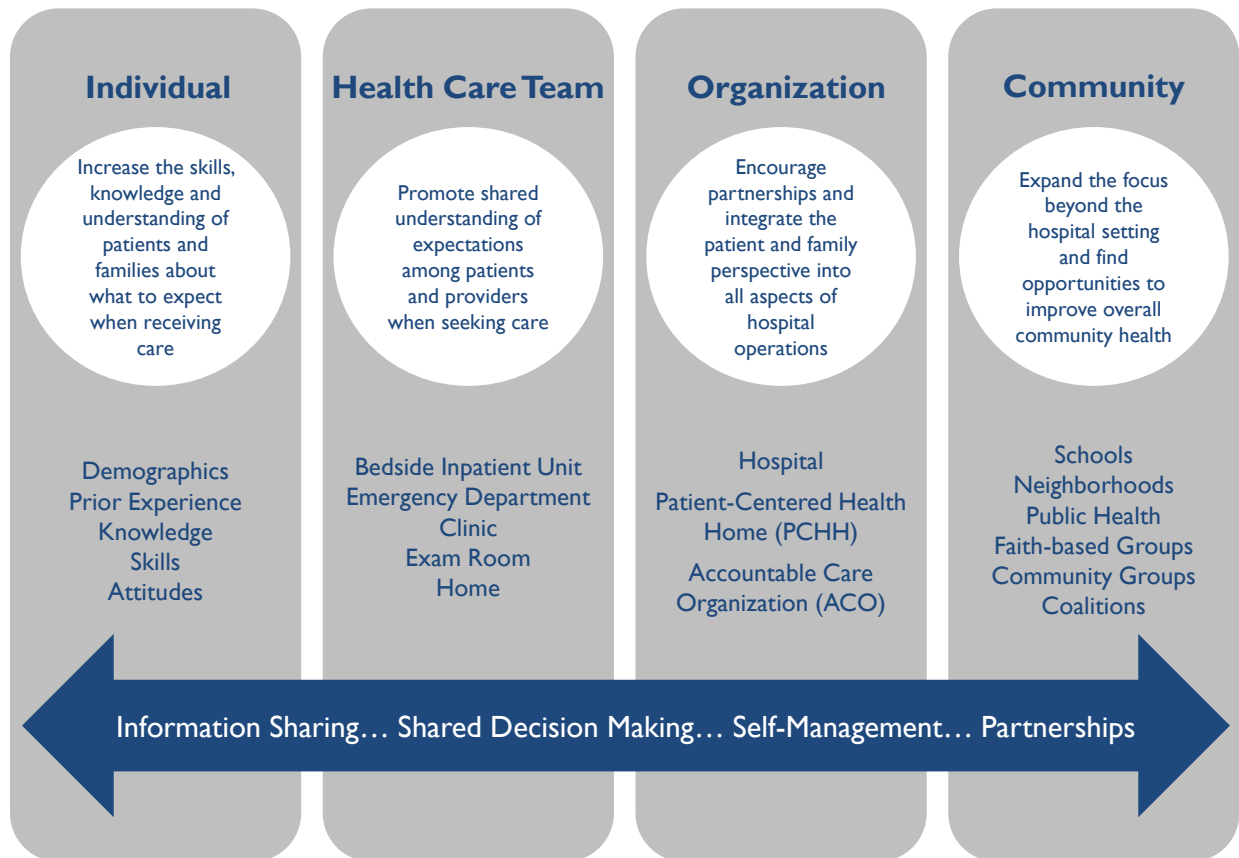 Individual
Increase the skills,
knowledge and
understanding of
patients and
families about
what to expect
when receiving
care
Demographics
Prior Experience
Knowledge
Skills
Attitudes
Health Care Team
Promote shared
understanding of
expectations
among patients
and providers
when seeking care
Bedside Inpatient Unit
Emergency Department
Clinic
Exam Room
Home
Organization
Encourage
partnerships and
integrate the
patient and family
perspective into
all aspects of
hospital
operations
Hospital
Patient-Centered Health
Home (PCHH)
Accountable Care
Organization (ACO)
Community
Expand the focus
beyond the
hospital setting
and find
opportunities to
improve overall
community health
Schools
Neighborhoods
Public Health
Faith-based Groups
Community Groups
Coalitions
Information Sharing… Shared Decision Making… Self-Management… Partnerships